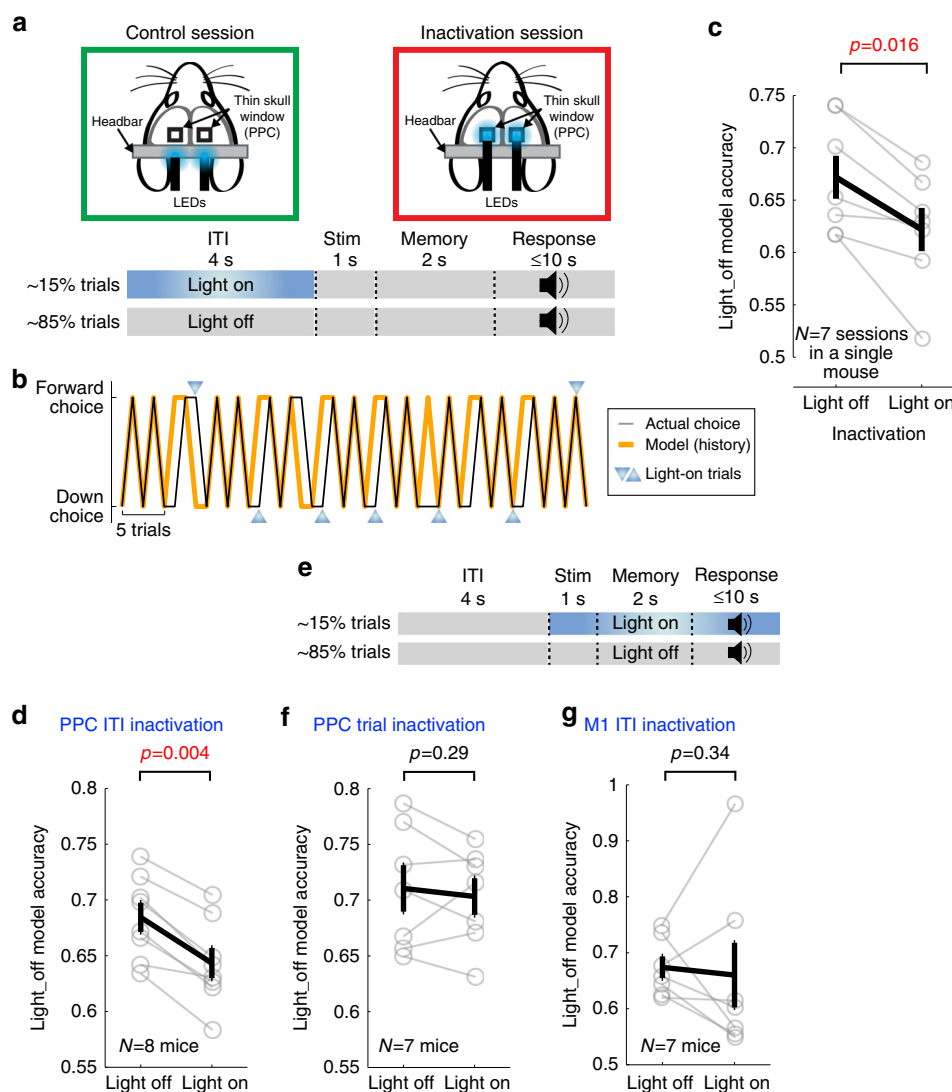 a
Control session
Headbar
Thin skull
window
(PPC)
LEDs
Inactivation session
Headbar
Thin skull
window
(PPC)
LEDs
ITI Stim Memory Response
4 s 1 s 2 s ≤10 s
~15% trials Light on
~85% trials Light off
b
Forward
choice
Down
choice
5 trials
Actual choice
Model (history)
Light-on trials
c
p=0.016
Light_off model accuracy
0.75
0.7
0.65
0.6
0.55
0.5
N=7 sessions
in a single
mouse
Light off Light on
Inactivation
e
ITI Stim Memory Response
4 s 1 s 2 s ≤10 s
~15% trials Light on
~85% trials Light off
d
PPC ITI inactivation
p=0.004
Light_off model accuracy
0.8
0.75
0.7
0.65
0.6
0.55
N=8 mice
Light off Light on
f
PPC trial inactivation
p=0.29
Light_off model accuracy
0.8
0.75
0.7
0.65
0.6
0.55
N=7 mice
Light off Light on
g
M1 ITI inactivation
p=0.34
Light_off model accuracy
1
0.9
0.8
0.7
0.6
0.5
N=7 mice
Light off Light on